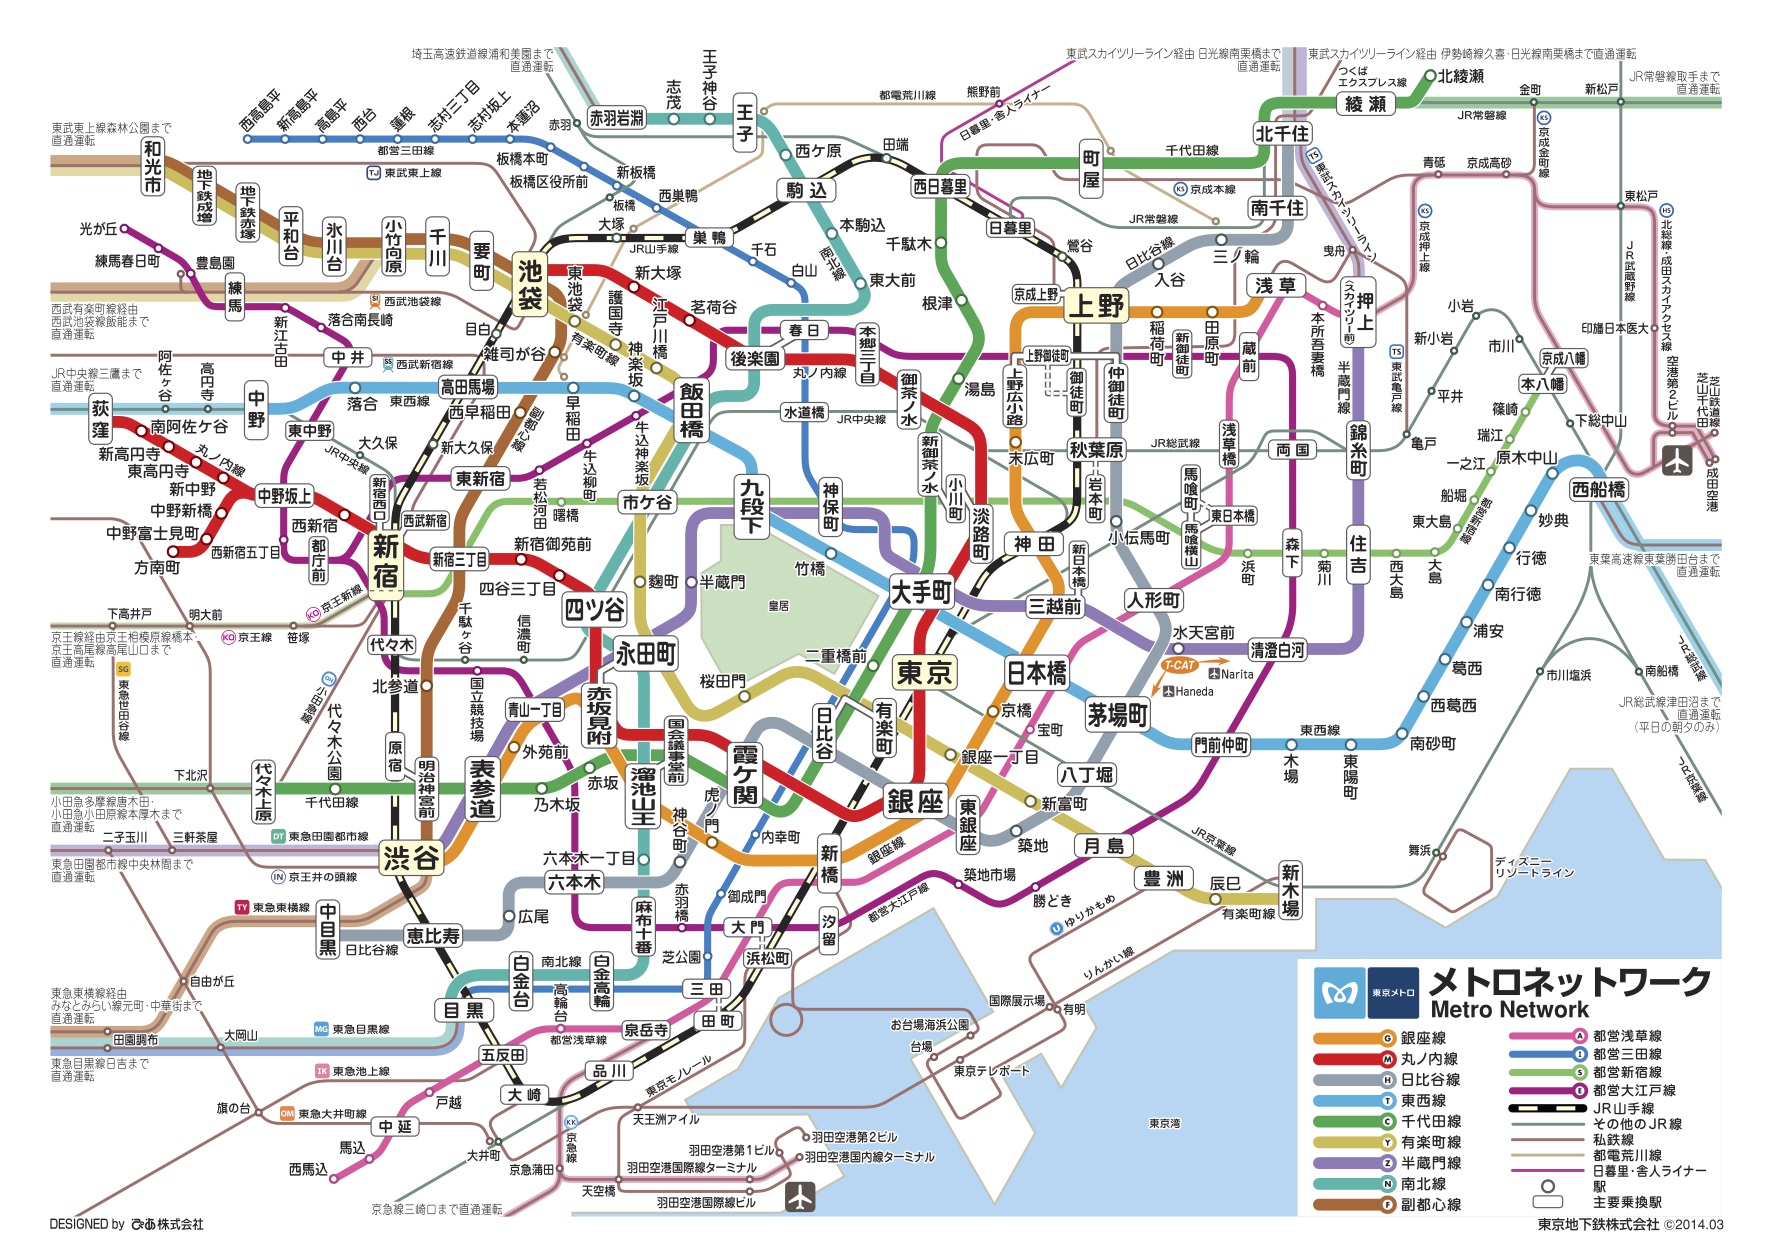 埼玉高速鉄道線浦和美園まで
直通運転
東武スカイツリーライン経由 日光線南栗橋まで
直通運転
東武スカイツリーライン経由 伊勢崎線久喜・日光線南栗橋まで直通運転
つくば
エクスプレス線
北綾瀬
綾瀬
金町
新松戸
JR常磐線取手まで
直通運転
JR常磐線
KS
京成金町線
志茂
王子神谷
王子
赤羽岩淵
赤羽
都電荒川線
熊野前
日暮里・舎人ライナー
北千住
TS
東武スカイツリーライン
西高島平
新高島平
高島平
西台
蓮根
志村三丁目
志村坂上
本蓮沼
都営三田線
板橋本町
板橋区役所前
新板橋
板橋
西巣鴨
TJ 東武東上線
東武東上線森林公園まで
直通運転
和光市
地下鉄成増
地下鉄赤塚
平和台
氷川台
小竹向原
千川
要町
池袋
西ケ原
駒込
田端
西日暮里
町屋
千代田線
KS 京成本線
南千住
青砥
京成高砂
東松戸
KS
京成押上線
HS
北総線・成田スカイアクセス線
JR武蔵野線
大塚
JR山手線
巣鴨
千石
白山
本駒込
南北線
東大前
千駄木
根津
日暮里
鶯谷
JR常磐線
日比谷線
三ノ輪
入谷
曳舟
光が丘
練馬春日町
豊島園
練馬
新江古田
落合南長崎
西武有楽町線経由
西武池袋線飯能まで
直通運転
SI 西武池袋線
SS
西武新宿線
中井
目白
雑司が谷
東池袋
護国寺
有楽町線
江戸川橋
新大塚
茗荷谷
神楽坂
後楽園
春日
丸ノ内線
本郷三丁目
御茶ノ水
湯島
京成上野
上野
稲荷町
田原町
浅草
押上
〈スカイツリー前〉
本所吾妻橋
上野御徒町
上野広小路
御徒町
仲御徒町
新御徒町
蔵前
半蔵門線
TS
東武亀戸線
小岩
新小岩
平井
亀戸
市川
京成八幡
本八幡
下総中山
篠崎
瑞江
一之江
船堀
東大島
大島
西大島
都営新宿線
印旛日本医大
空港第2ビル
芝山千代田
芝山鉄道線
成田空港
JR中央線三鷹まで
直通運転
阿佐ヶ谷
高円寺
中野
荻窪
南阿佐ケ谷
新高円寺
東高円寺
丸ノ内線
新中野
中野新橋
中野富士見町
方南町
中野坂上
東中野
JR中央線
大久保
新大久保
落合
東西線
高田馬場
西早稲田
副都心線
早稲田
飯田橋
牛込神楽坂
牛込柳町
若松河田
曙橋
東新宿
市ケ谷
水道橋
JR中央線
九段下
神保町
新御茶ノ水
小川町
淡路町
末広町
秋葉原
岩本町
JR総武線
浅草橋
両国
錦糸町
馬喰町
馬喰横山
東日本橋
小伝馬町
神田
新日本橋
三越前
人形町
浜町
森下
菊川
住吉
原木中山
西船橋
妙典
行徳
南行徳
浦安
葛西
西葛西
南砂町
東葉高速線東葉勝田台まで
直通運転
JR総武線
JR京葉線
市川塩浜
南船橋
JR総武線津田沼まで
直通運転
(平日の朝夕のみ)
新宿西口
西武新宿
西新宿
西新宿五丁目
都庁前
新宿
新宿三丁目
新宿御苑前
四谷三丁目
四ツ谷
麴町
半蔵門
竹橋
皇居
大手町
二重橋前
東京
日本橋
水天宮前
T-CAT
Narita
Haneda
清澄白河
茅場町
門前仲町
木場
東西線
東陽町
下高井戸
明大前
笹塚
KO 京王新線
KO 京王線
京王線経由京王相模原線橋本・
京王高尾線高尾山口まで
直通運転
SG
東急世田谷線
OH
小田急線
代々木
千駄ヶ谷
信濃町
国立競技場
北参道
代々木公園
原宿
明治神宮前
青山一丁目
外苑前
表参道
永田町
赤坂見附
国会議事堂前
溜池山王
赤坂
乃木坂
桜田門
霞ケ関
日比谷
有楽町
銀座一丁目
京橋
宝町
八丁堀
新富町
銀座
東銀座
築地
月島
下北沢
代々木上原
千代田線
小田急多摩線唐木田・
小田急小田原線本厚木まで
直通運転
二子玉川
三軒茶屋
DT 東急田園都市線
東急田園都市線中央林間まで
直通運転
IN 京王井の頭線
渋谷
神谷町
虎ノ門
内幸町
新橋
銀座線
六本木一丁目
六本木
広尾
赤羽橋
麻布十番
御成門
芝公園
大門
浜松町
汐留
都営大江戸線
築地市場
勝どき
豊洲
辰巳
有楽町線
新木場
JR京葉線
舞浜
ディズニー
リゾートライン
TY 東急東横線
中目黒
日比谷線
恵比寿
東急東横線経由
みなとみらい線元町・中華街まで
直通運転
自由が丘
田園調布
大岡山
MG 東急目黒線
東急目黒線日吉まで
直通運転
目黒
白金台
南北線
白金高輪
高輪台
都営浅草線
泉岳寺
三田
田町
五反田
品川
大崎
東京モノレール
IK 東急池上線
旗の台
OM 東急大井町線
戸越
中延
馬込
西馬込
大井町
KK
京急線
京急蒲田
天王洲アイル
天空橋
羽田空港第1ビル
羽田空港第2ビル
羽田空港国際線ターミナル
羽田空港国内線ターミナル
羽田空港国際線ビル
京急線三崎口まで直通運転
U ゆりかもめ
りんかい線
国際展示場
有明
お台場海浜公園
台場
東京テレポート
東京湾
東京メトロ
メトロネットワーク
Metro Network
G 銀座線
M 丸ノ内線
H 日比谷線
T 東西線
C 千代田線
Y 有楽町線
Z 半蔵門線
N 南北線
F 副都心線
A 都営浅草線
I 都営三田線
S 都営新宿線
E 都営大江戸線
JR山手線
その他のJR線
私鉄線
都電荒川線
日暮里・舎人ライナー
駅
主要乗換駅
DESIGNED by ぴあ株式会社
東京地下鉄株式会社 ©2014.03